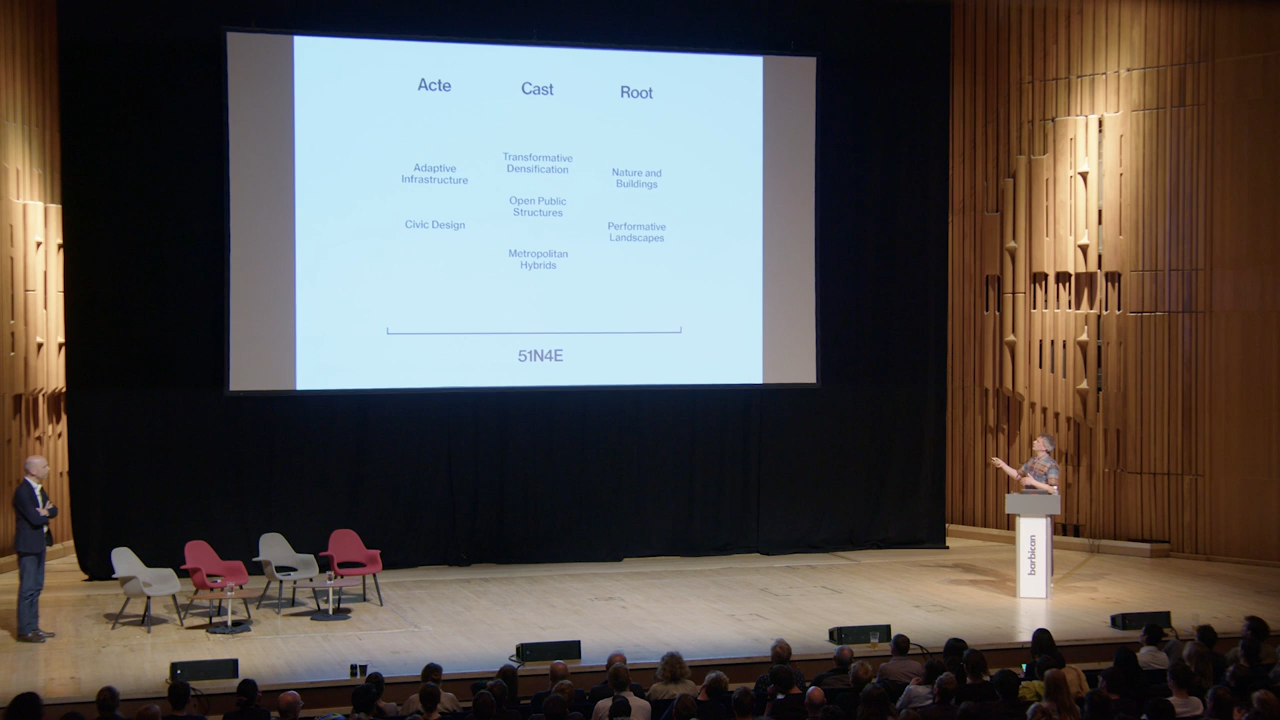 Acte
Cast
Root
Adaptive
Infrastructure
Civic Design
Transformative
Densification
Open Public
Structures
Metropolitan
Hybrids
Nature and
Buildings
Performative
Landscapes
51N4E
barbican